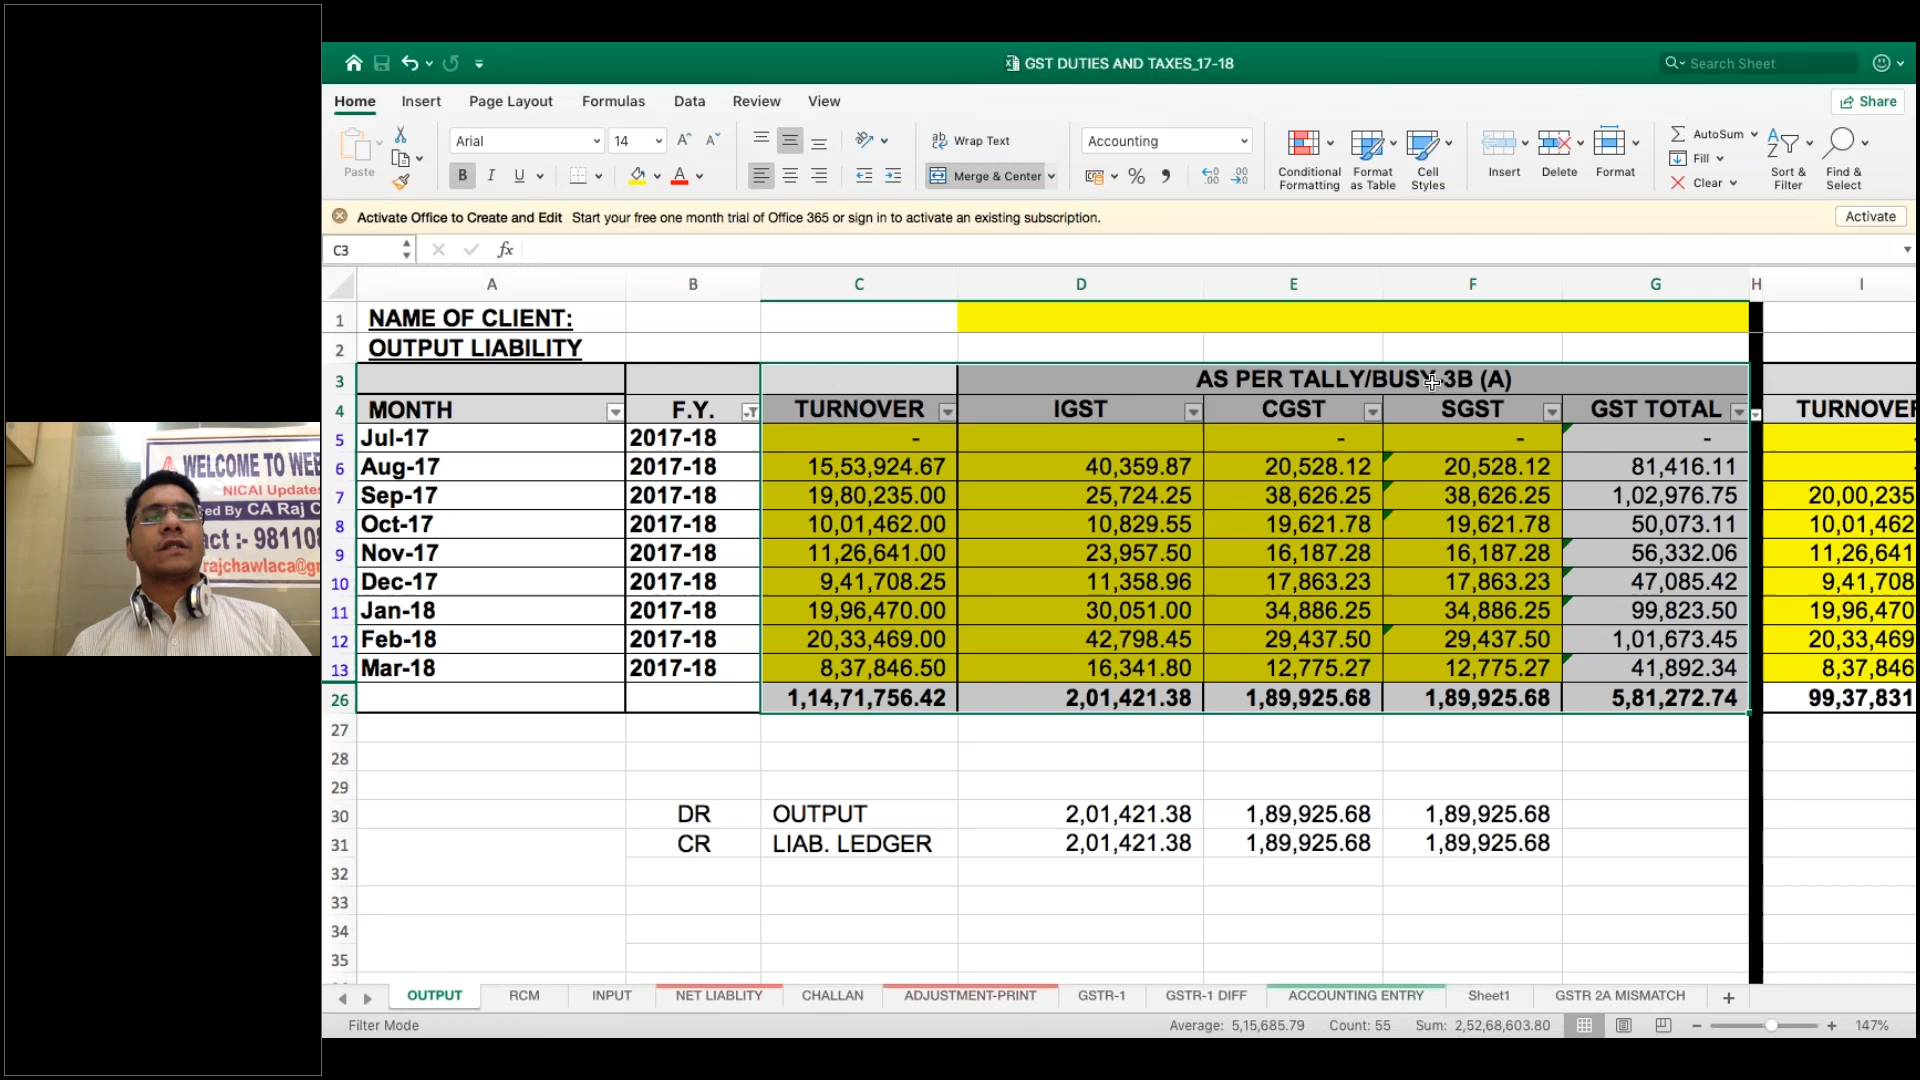 GST DUTIES AND TAXES_17-18
Search Sheet
Home Insert Page Layout Formulas Data Review View
Share
Paste
Arial 14
B I U
Wrap Text
Merge & Center
Accounting
Conditional Formatting
Format as Table
Cell Styles
Insert
Delete
Format
AutoSum
Fill
Clear
Sort & Filter
Find & Select
Activate Office to Create and Edit Start your free one month trial of Office 365 or sign in to activate an existing subscription.
Activate
C3 fx
A B C D E F G H I
1 NAME OF CLIENT:
2 OUTPUT LIABILITY
3 AS PER TALLY/BUSY-3B (A)
4 MONTH F.Y. TURNOVER IGST CGST SGST GST TOTAL TURNOVER
5 Jul-17 2017-18 - - - - -
6 Aug-17 2017-18 15,53,924.67 40,359.87 20,528.12 20,528.12 81,416.11 -
7 Sep-17 2017-18 19,80,235.00 25,724.25 38,626.25 38,626.25 1,02,976.75 20,00,235
8 Oct-17 2017-18 10,01,462.00 10,829.55 19,621.78 19,621.78 50,073.11 10,01,462
9 Nov-17 2017-18 11,26,641.00 23,957.50 16,187.28 16,187.28 56,332.06 11,26,641
10 Dec-17 2017-18 9,41,708.25 11,358.96 17,863.23 17,863.23 47,085.42 9,41,708
11 Jan-18 2017-18 19,96,470.00 30,051.00 34,886.25 34,886.25 99,823.50 19,96,470
12 Feb-18 2017-18 20,33,469.00 42,798.45 29,437.50 29,437.50 1,01,673.45 20,33,469
13 Mar-18 2017-18 8,37,846.50 16,341.80 12,775.27 12,775.27 41,892.34 8,37,846
26 1,14,71,756.42 2,01,421.38 1,89,925.68 1,89,925.68 5,81,272.74 99,37,831
27
28
29
30 DR OUTPUT 2,01,421.38 1,89,925.68 1,89,925.68
31 CR LIAB. LEDGER 2,01,421.38 1,89,925.68 1,89,925.68
32
33
34
35
OUTPUT RCM INPUT NET LIABLITY CHALLAN ADJUSTMENT-PRINT GSTR-1 GSTR-1 DIFF ACCOUNTING ENTRY Sheet1 GSTR 2A MISMATCH
Filter Mode Average: 5,15,685.79 Count: 55 Sum: 2,52,68,603.80 147%
WELCOME TO WEB
NICAI Updates
ed By CA Raj C
act :- 981108
rajchawlaca@g